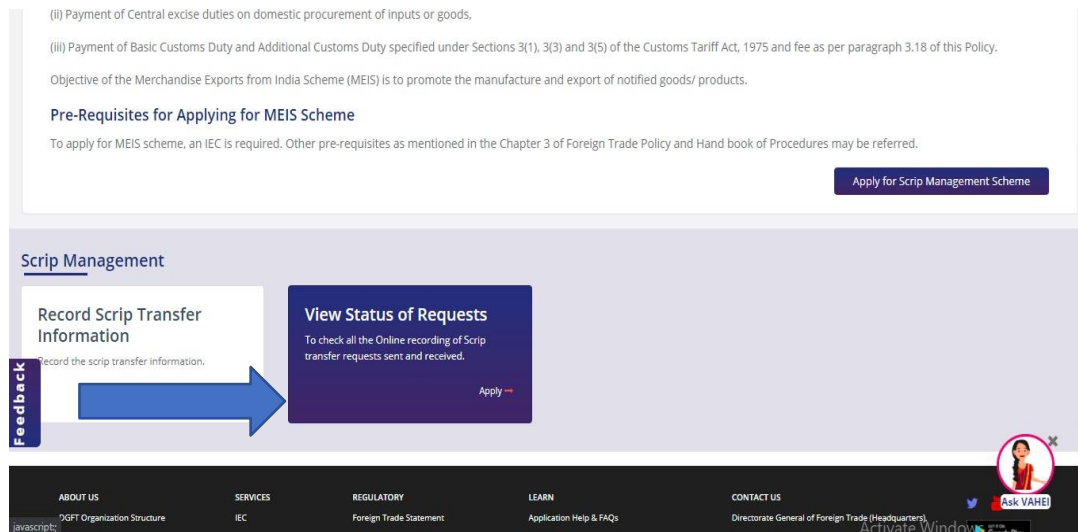 (ii) Payment of Central excise duties on domestic procurement of inputs or goods,
(iii) Payment of Basic Customs Duty and Additional Customs Duty specified under Sections 3(1), 3(3) and 3(5) of the Customs Tariff Act, 1975 and fee as per paragraph 3.18 of this Policy.
Objective of the Merchandise Exports from India Scheme (MEIS) is to promote the manufacture and export of notified goods/ products.
Pre-Requisites for Applying for MEIS Scheme
To apply for MEIS scheme, an IEC is required. Other pre-requisites as mentioned in the Chapter 3 of Foreign Trade Policy and Hand book of Procedures may be referred.
Apply for Scrip Management Scheme
Scrip Management
Record Scrip Transfer
Information
Record the scrip transfer information.
View Status of Requests
To check all the Online recording of Scrip
transfer requests sent and received.
Apply
Feedback
Ask VAHEI
ABOUT US
SERVICES
REGULATORY
LEARN
CONTACT US
DGFT Organization Structure
IEC
Foreign Trade Statement
Application Help & FAQs
Directorate General of Foreign Trade (Headquarters)
javascript:;
Activate Windows